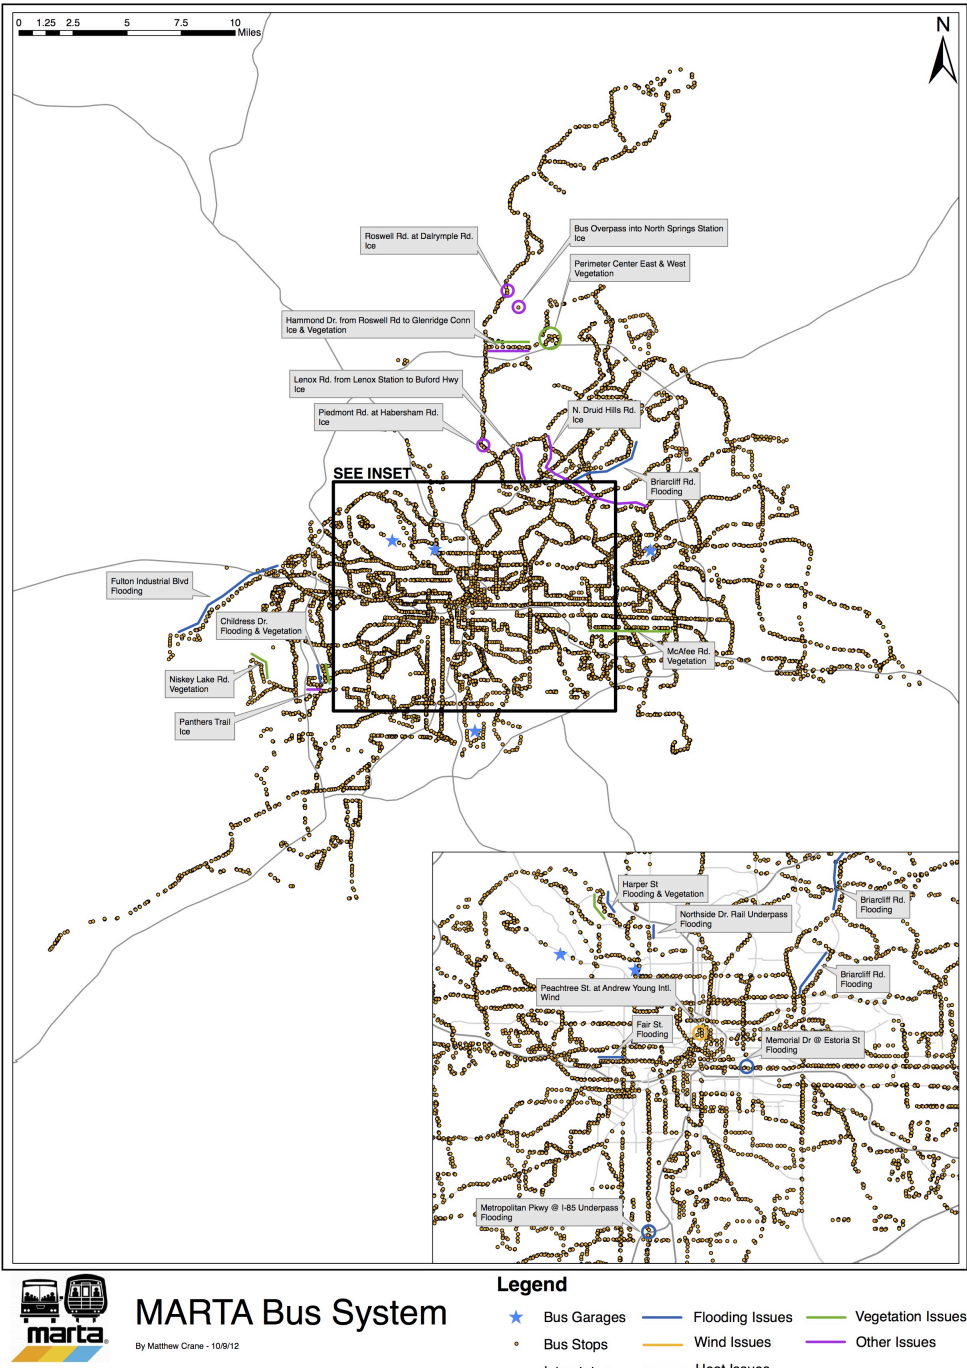 0 1.25 2.5 5 7.5 10
Miles
N
Roswell Rd. at Dalrymple Rd.
Ice
Bus Overpass into North Springs Station
Ice
Perimeter Center East & West
Vegetation
Hammond Dr. from Roswell Rd to Glenridge Conn
Ice & Vegetation
Lenox Rd. from Lenox Station to Buford Hwy
Ice
Piedmont Rd. at Habersham Rd.
Ice
N. Druid Hills Rd.
Ice
SEE INSET
Briarcliff Rd.
Flooding
Fulton Industrial Blvd
Flooding
Childress Dr.
Flooding & Vegetation
McAfee Rd.
Vegetation
Niskey Lake Rd.
Vegetation
Panthers Trail
Ice
Harper St
Flooding & Vegetation
Briarcliff Rd.
Flooding
Northside Dr. Rail Underpass
Flooding
Briarcliff Rd.
Flooding
Peachtree St. at Andrew Young Intl.
Wind
Fair St.
Flooding
Memorial Dr @ Estoria St
Flooding
Metropolitan Pkwy @ I-85 Underpass
Flooding
marta
MARTA Bus System
By Matthew Crane - 10/9/12
Legend
Bus Garages Flooding Issues Vegetation Issues
Bus Stops Wind Issues Other Issues